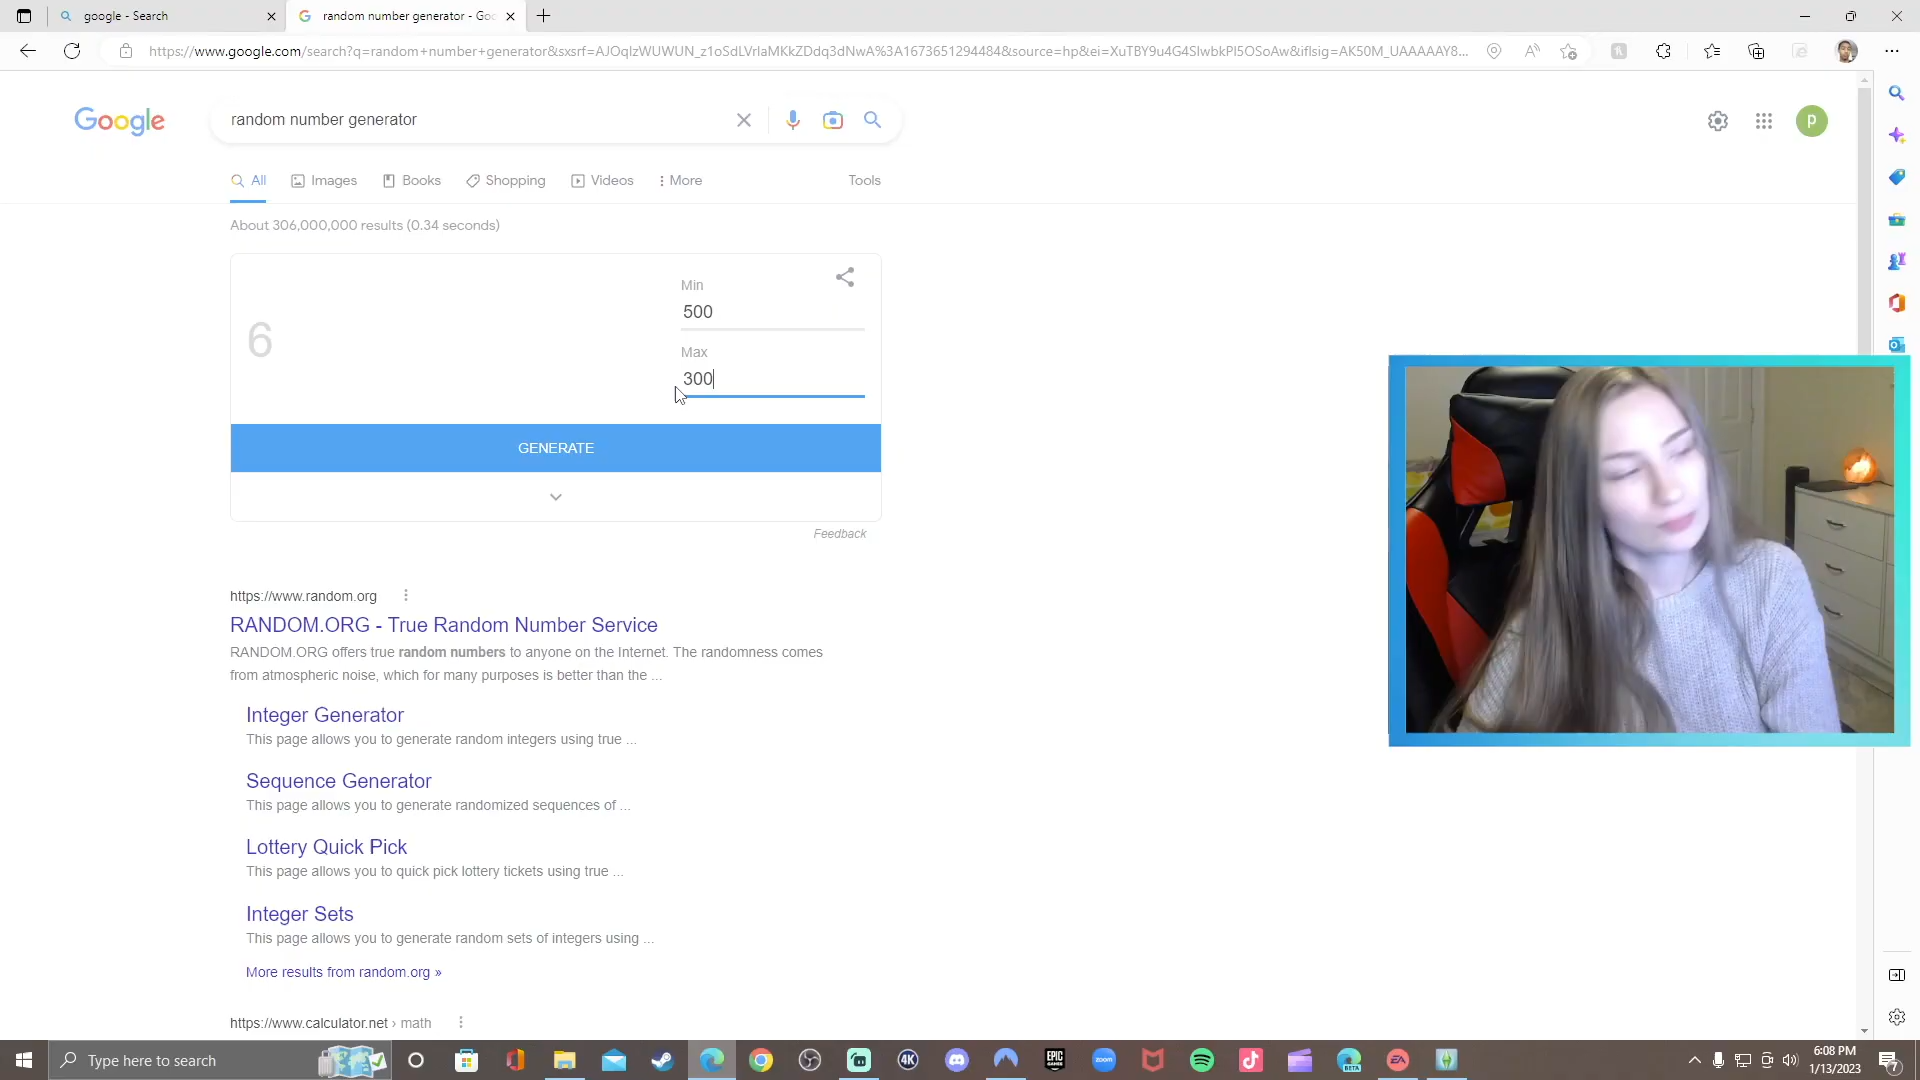 google - Search
random number generator - Goo
https://www.google.com/search?q=random+number+generator&sxsrf=AJOqlzWUWUN_z1oSdLVrlaMKkZDdq3dNwA%3A1673651294484&source=hp&ei=XuTBY9u4G4SIwbkPl5OSoAw&iflsig=AK50M_UAAAAAY8...
Google
random number generator
P
All
Images
Books
Shopping
Videos
More
Tools
About 306,000,000 results (0.34 seconds)
Min
500
6
Max
300
GENERATE
Feedback
https://www.random.org
RANDOM.ORG - True Random Number Service
RANDOM.ORG offers true random numbers to anyone on the Internet. The randomness comes
from atmospheric noise, which for many purposes is better than the ...
Integer Generator
This page allows you to generate random integers using true ...
Sequence Generator
This page allows you to generate randomized sequences of ...
Lottery Quick Pick
This page allows you to quick pick lottery tickets using true ...
Integer Sets
This page allows you to generate random sets of integers using ...
More results from random.org »
https://www.calculator.net › math
Type here to search
4K
EPIC GAMES
zoom
BETA
EA
6:08 PM
1/13/2023
7